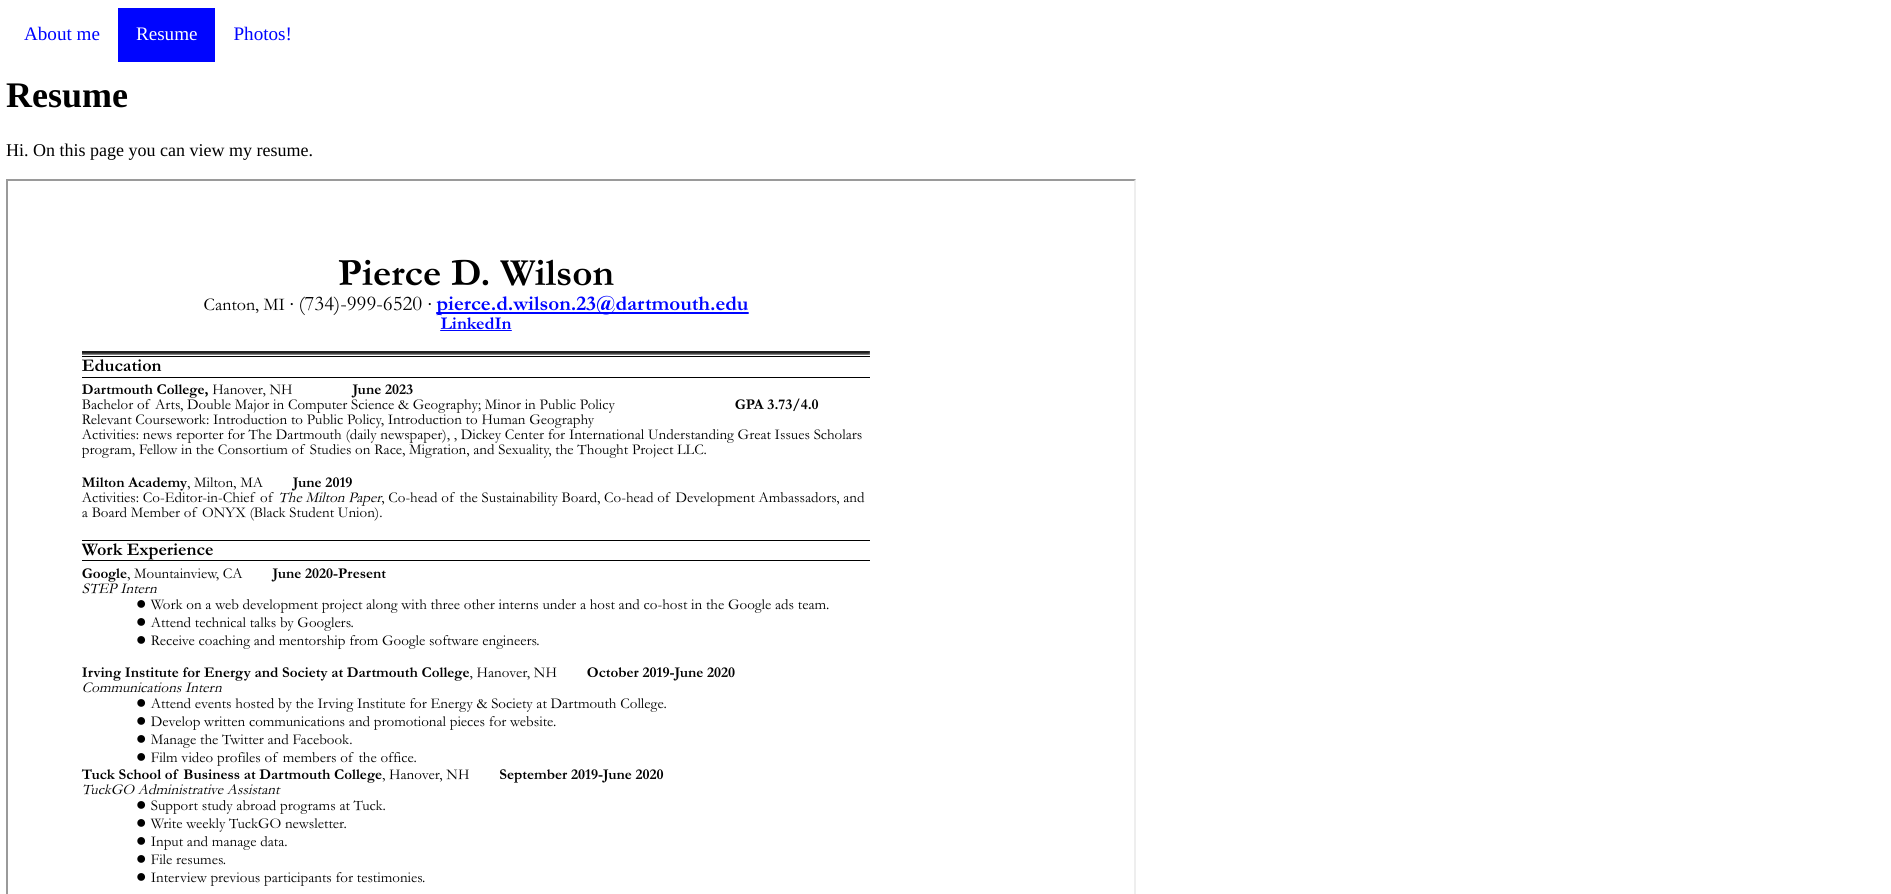 About me Resume Photos!
Resume
Hi. On this page you can view my resume.
Pierce D. Wilson
Canton, MI · (734)-999-6520 · pierce.d.wilson.23@dartmouth.edu
LinkedIn
Education
Dartmouth College, Hanover, NH June 2023
Bachelor of Arts, Double Major in Computer Science & Geography; Minor in Public Policy GPA 3.73/4.0
Relevant Coursework: Introduction to Public Policy, Introduction to Human Geography
Activities: news reporter for The Dartmouth (daily newspaper), , Dickey Center for International Understanding Great Issues Scholars
program, Fellow in the Consortium of Studies on Race, Migration, and Sexuality, the Thought Project LLC.
Milton Academy, Milton, MA June 2019
Activities: Co-Editor-in-Chief of The Milton Paper, Co-head of the Sustainability Board, Co-head of Development Ambassadors, and
a Board Member of ONYX (Black Student Union).
Work Experience
Google, Mountainview, CA June 2020-Present
STEP Intern
● Work on a web development project along with three other interns under a host and co-host in the Google ads team.
● Attend technical talks by Googlers.
● Receive coaching and mentorship from Google software engineers.
Irving Institute for Energy and Society at Dartmouth College, Hanover, NH October 2019-June 2020
Communications Intern
● Attend events hosted by the Irving Institute for Energy & Society at Dartmouth College.
● Develop written communications and promotional pieces for website.
● Manage the Twitter and Facebook.
● Film video profiles of members of the office.
Tuck School of Business at Dartmouth College, Hanover, NH September 2019-June 2020
TuckGO Administrative Assistant
● Support study abroad programs at Tuck.
● Write weekly TuckGO newsletter.
● Input and manage data.
● File resumes.
● Interview previous participants for testimonies.